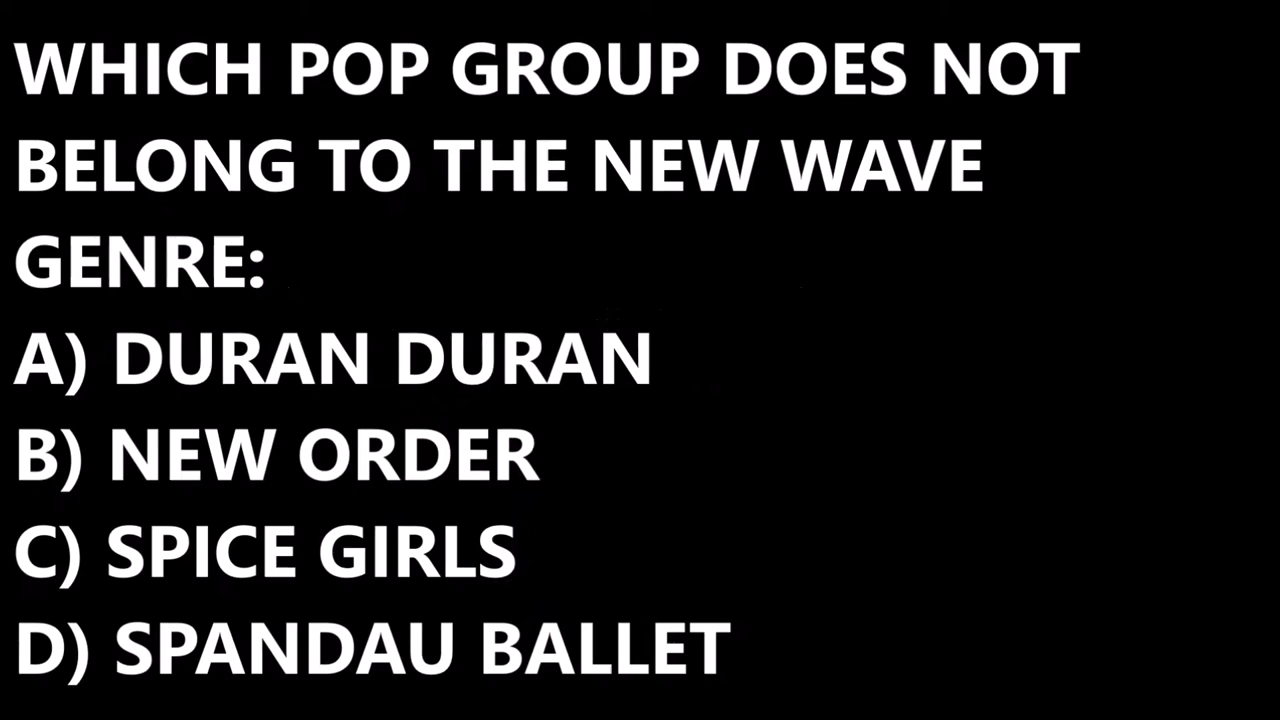 WHICH POP GROUP DOES NOT
BELONG TO THE NEW WAVE
GENRE:
A) DURAN DURAN
B) NEW ORDER
C) SPICE GIRLS
D) SPANDAU BALLET